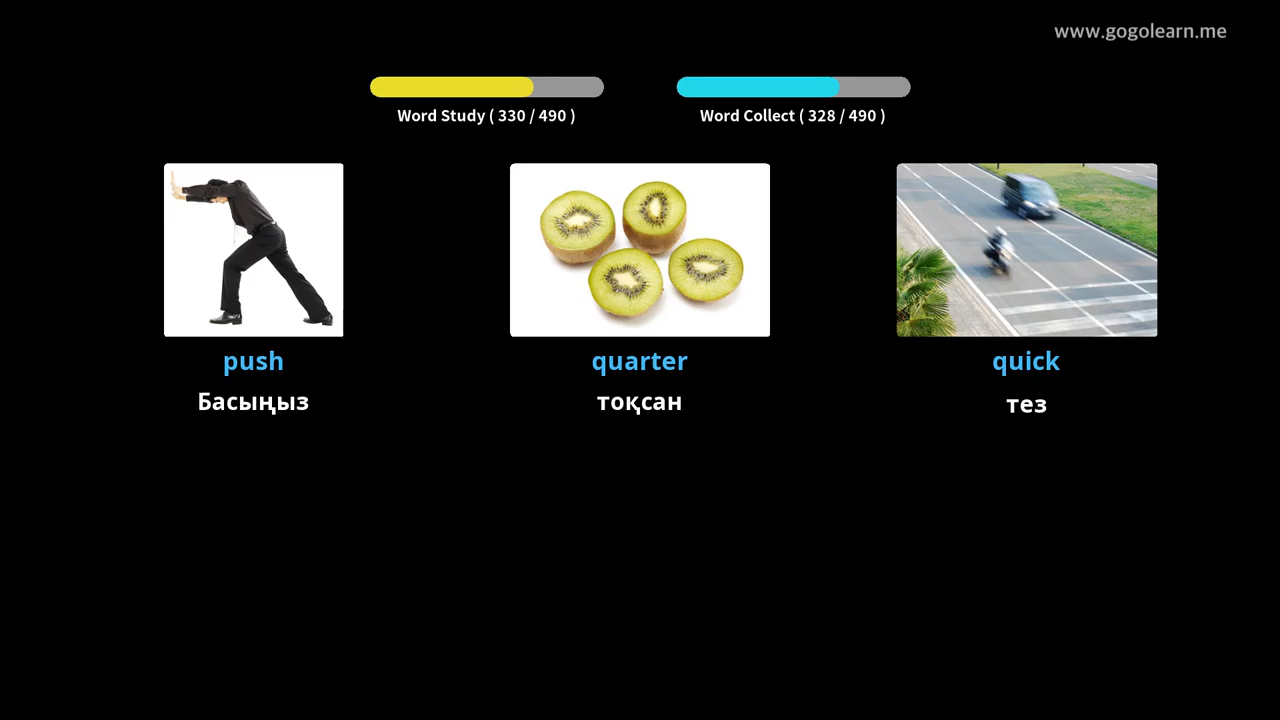 www.gogolearn.me
Word Study ( 330 / 490 )
Word Collect ( 328 / 490 )
push
quarter
quick
Басыңыз
тоқсан
тез